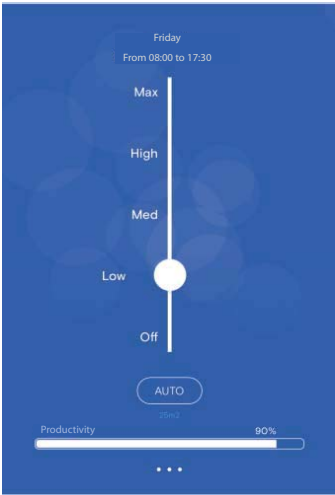 Friday
From 08:00 to 17:30
Max
High
Med
Low
Off
AUTO
Productivity 90%